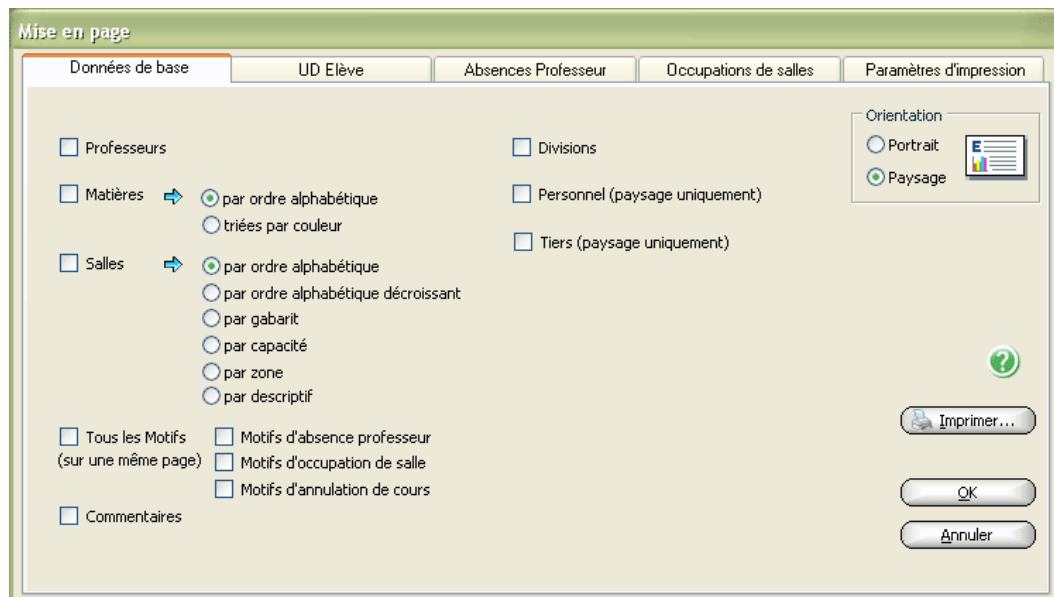 Mise en page
Données de base
UD Elève
Absences Professeur
Occupations de salles
Paramètres d'impression
Professeurs
Matières
par ordre alphabétique
triées par couleur
Salles
par ordre alphabétique
par ordre alphabétique décroissant
par gabarit
par capacité
par zone
par descriptif
Tous les Motifs
(sur une même page)
Motifs d'absence professeur
Motifs d'occupation de salle
Motifs d'annulation de cours
Commentaires
Divisions
Personnel (paysage uniquement)
Tiers (paysage uniquement)
Orientation
Portrait
Paysage
E
?
Imprimer...
OK
Annuler